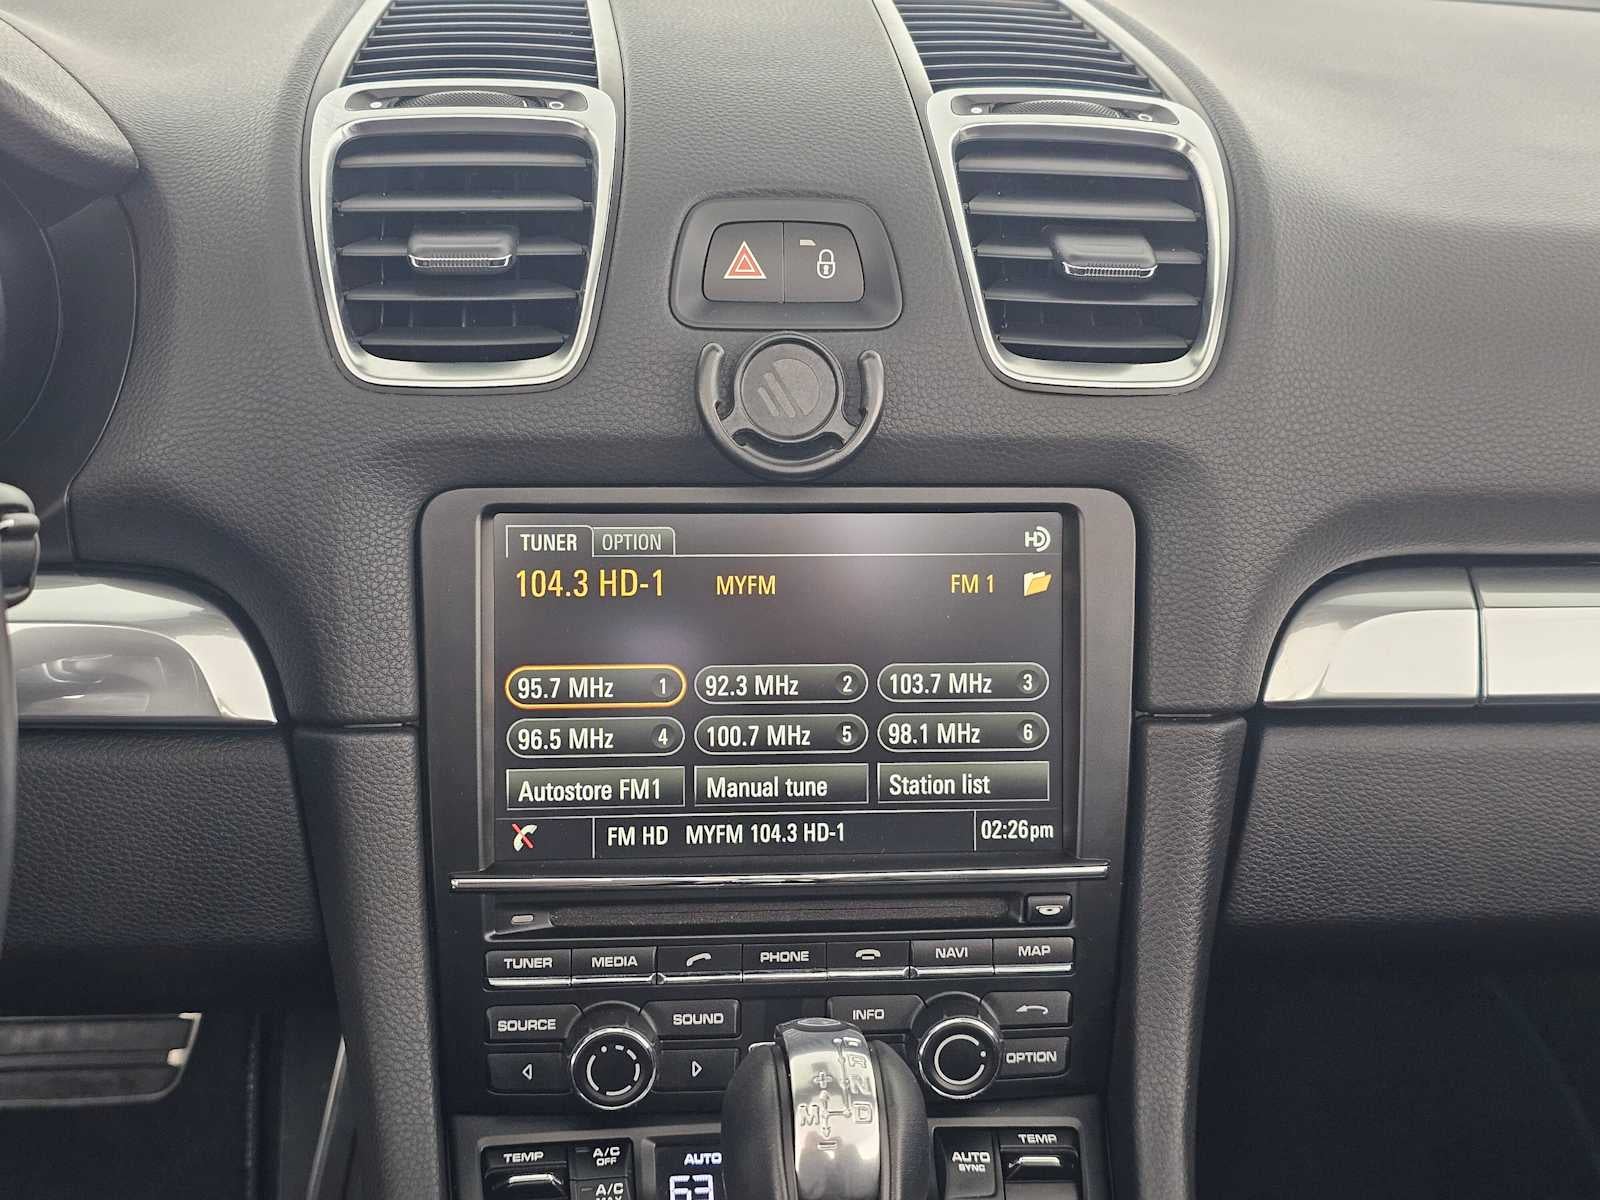 TUNER OPTION HD
104.3 HD-1 MYFM FM 1
95.7 MHz 1 92.3 MHz 2 103.7 MHz 3
96.5 MHz 4 100.7 MHz 5 98.1 MHz 6
Autostore FM1 Manual tune Station list
FM HD MYFM 104.3 HD-1 02:26pm
TUNER MEDIA PHONE NAVI MAP
SOURCE SOUND INFO
OPTION
R
+ N
M D
-
TEMP A/C OFF AUTO AUTO SYNC TEMP
A/C MAX 63